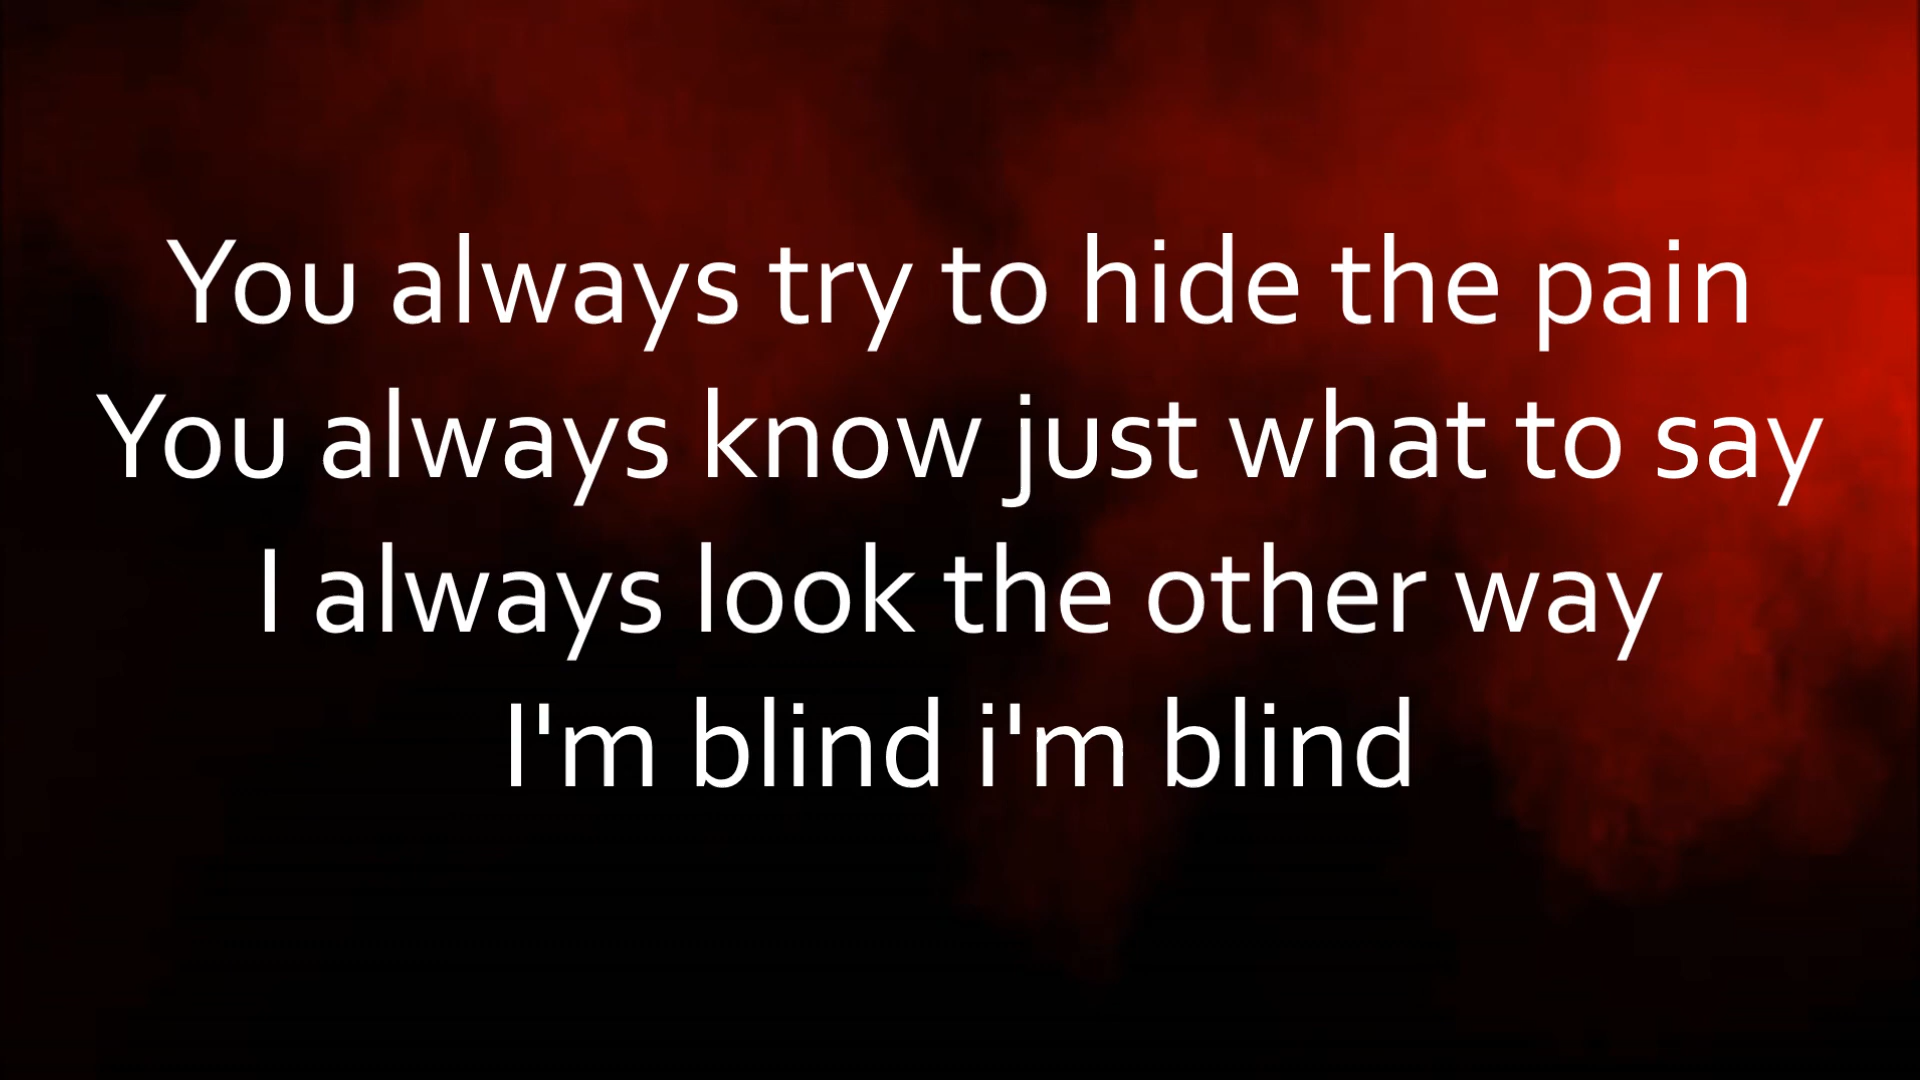 You always try to hide the pain
You always know just what to say
I always look the other way
I'm blind i'm blind